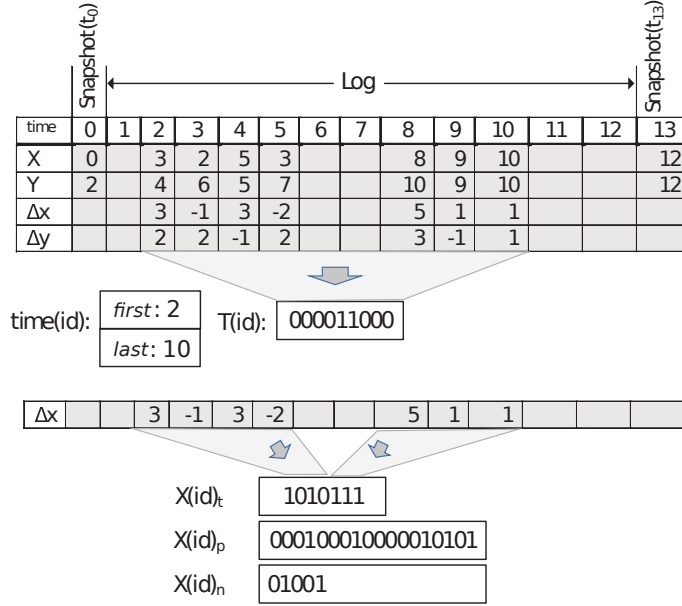 Snapshot(t0)
Snapshot(t13)
Log
time 0 1 2 3 4 5 6 7 8 9 10 11 12 13
X 0 3 2 5 3 8 9 10 12
Y 2 4 6 5 7 10 9 10 12
Δx 3 -1 3 -2 5 1 1
Δy 2 2 -1 2 3 -1 1
time(id): first: 2 T(id): 000011000
last: 10
Δx 3 -1 3 -2 5 1 1
X(id)t 1010111
X(id)p 000100010000010101
X(id)n 01001